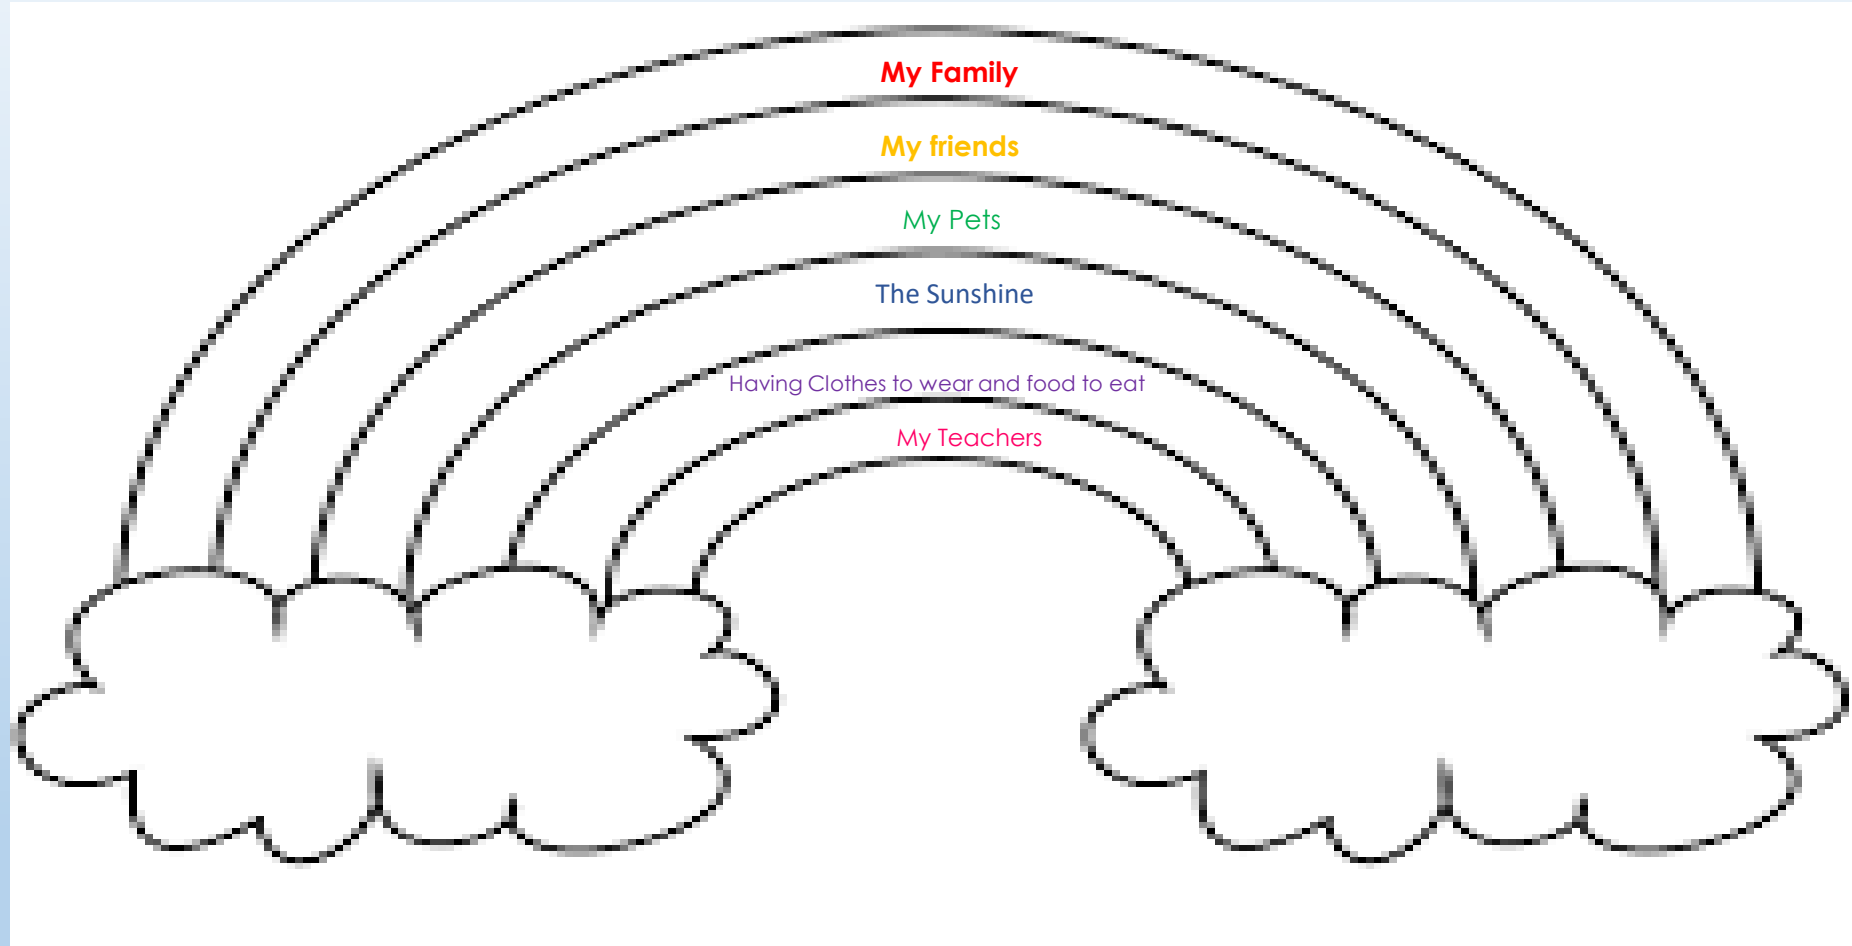 My Family
My friends
My Pets
The Sunshine
Having Clothes to wear and food to eat
My Teachers